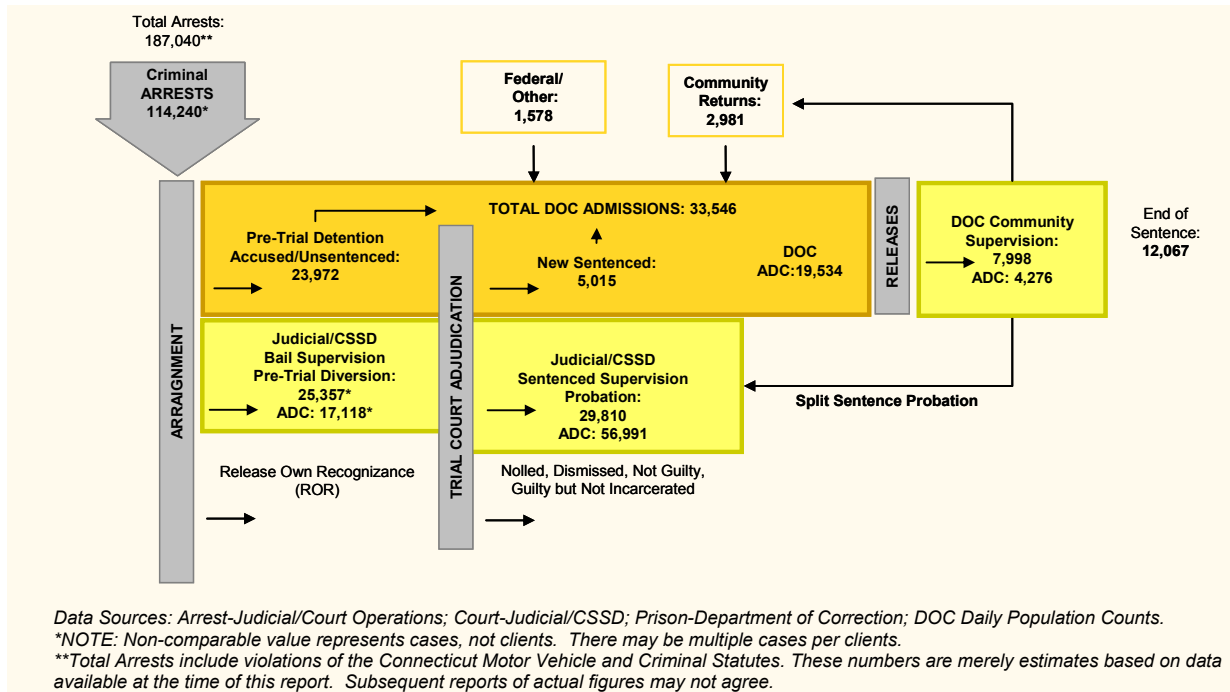 Total Arrests:
187,040**
Criminal
ARRESTS
114,240*
Federal/
Other:
1,578
Community
Returns:
2,981
ARRAIGNMENT
TOTAL DOC ADMISSIONS: 33,546
Pre-Trial Detention
Accused/Unsentenced:
23,972
TRIAL COURT ADJUDICATION
New Sentenced:
5,015
DOC
ADC:19,534
RELEASES
DOC Community
Supervision:
7,998
ADC: 4,276
End of
Sentence:
12,067
Judicial/CSSD
Bail Supervision
Pre-Trial Diversion:
25,357*
ADC: 17,118*
Judicial/CSSD
Sentenced Supervision
Probation:
29,810
ADC: 56,991
Split Sentence Probation
Release Own Recognizance
(ROR)
Nolled, Dismissed, Not Guilty,
Guilty but Not Incarcerated
Data Sources: Arrest-Judicial/Court Operations; Court-Judicial/CSSD; Prison-Department of Correction; DOC Daily Population Counts.
*NOTE: Non-comparable value represents cases, not clients. There may be multiple cases per clients.
**Total Arrests include violations of the Connecticut Motor Vehicle and Criminal Statutes. These numbers are merely estimates based on data
available at the time of this report. Subsequent reports of actual figures may not agree.